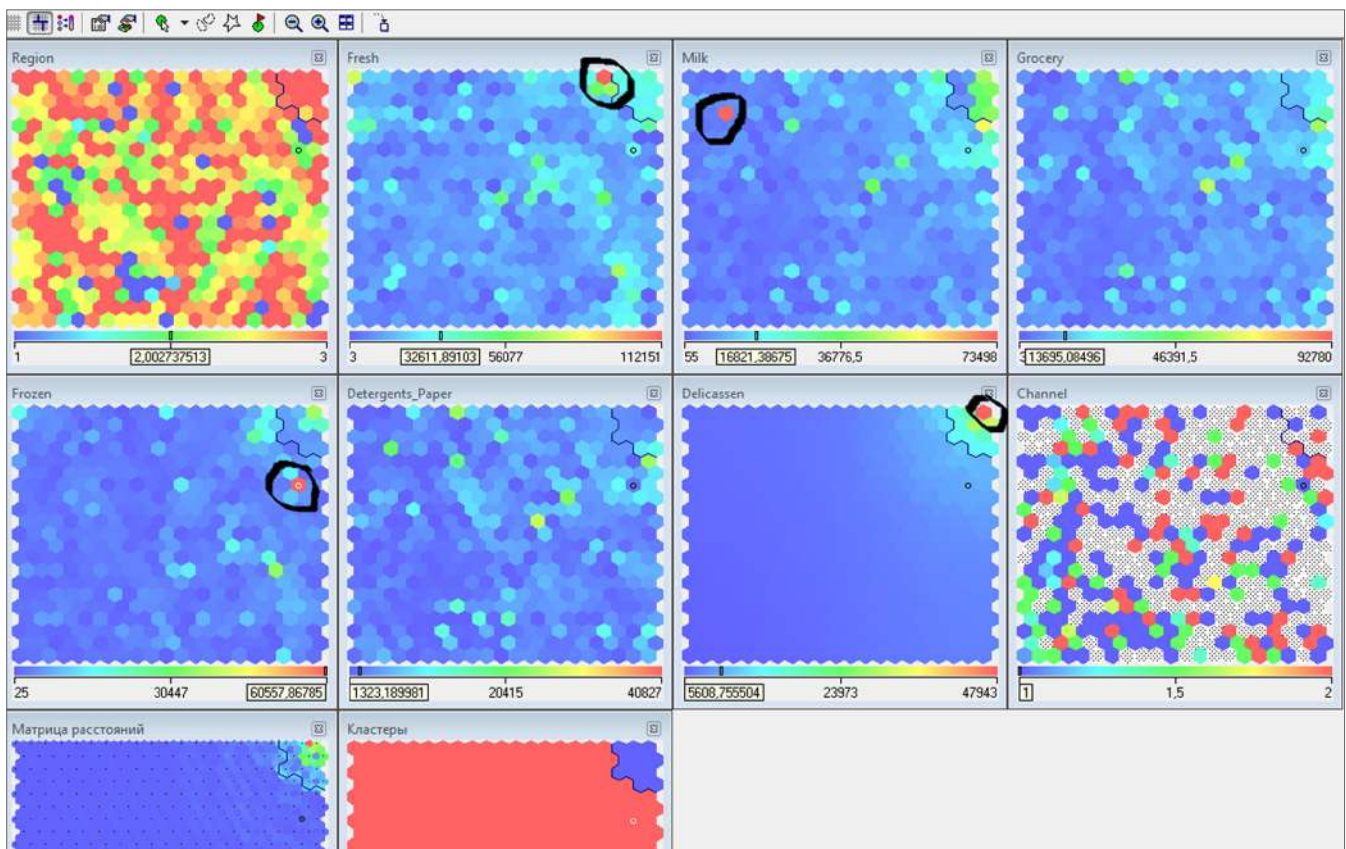 Region
Fresh
Milk
Grocery
1 2,002737513 3
3 32611,89103 56077 112151
55 16821,38675 36776,5 73498
3 13695,08496 46391,5 92780
Frozen
Detergents_Paper
Delicassen
Channel
25 30447 60557,86785
1323,189981 20415 40827
5608,755504 23973 47943
1 1,5 2
Матрица расстояний
Кластеры